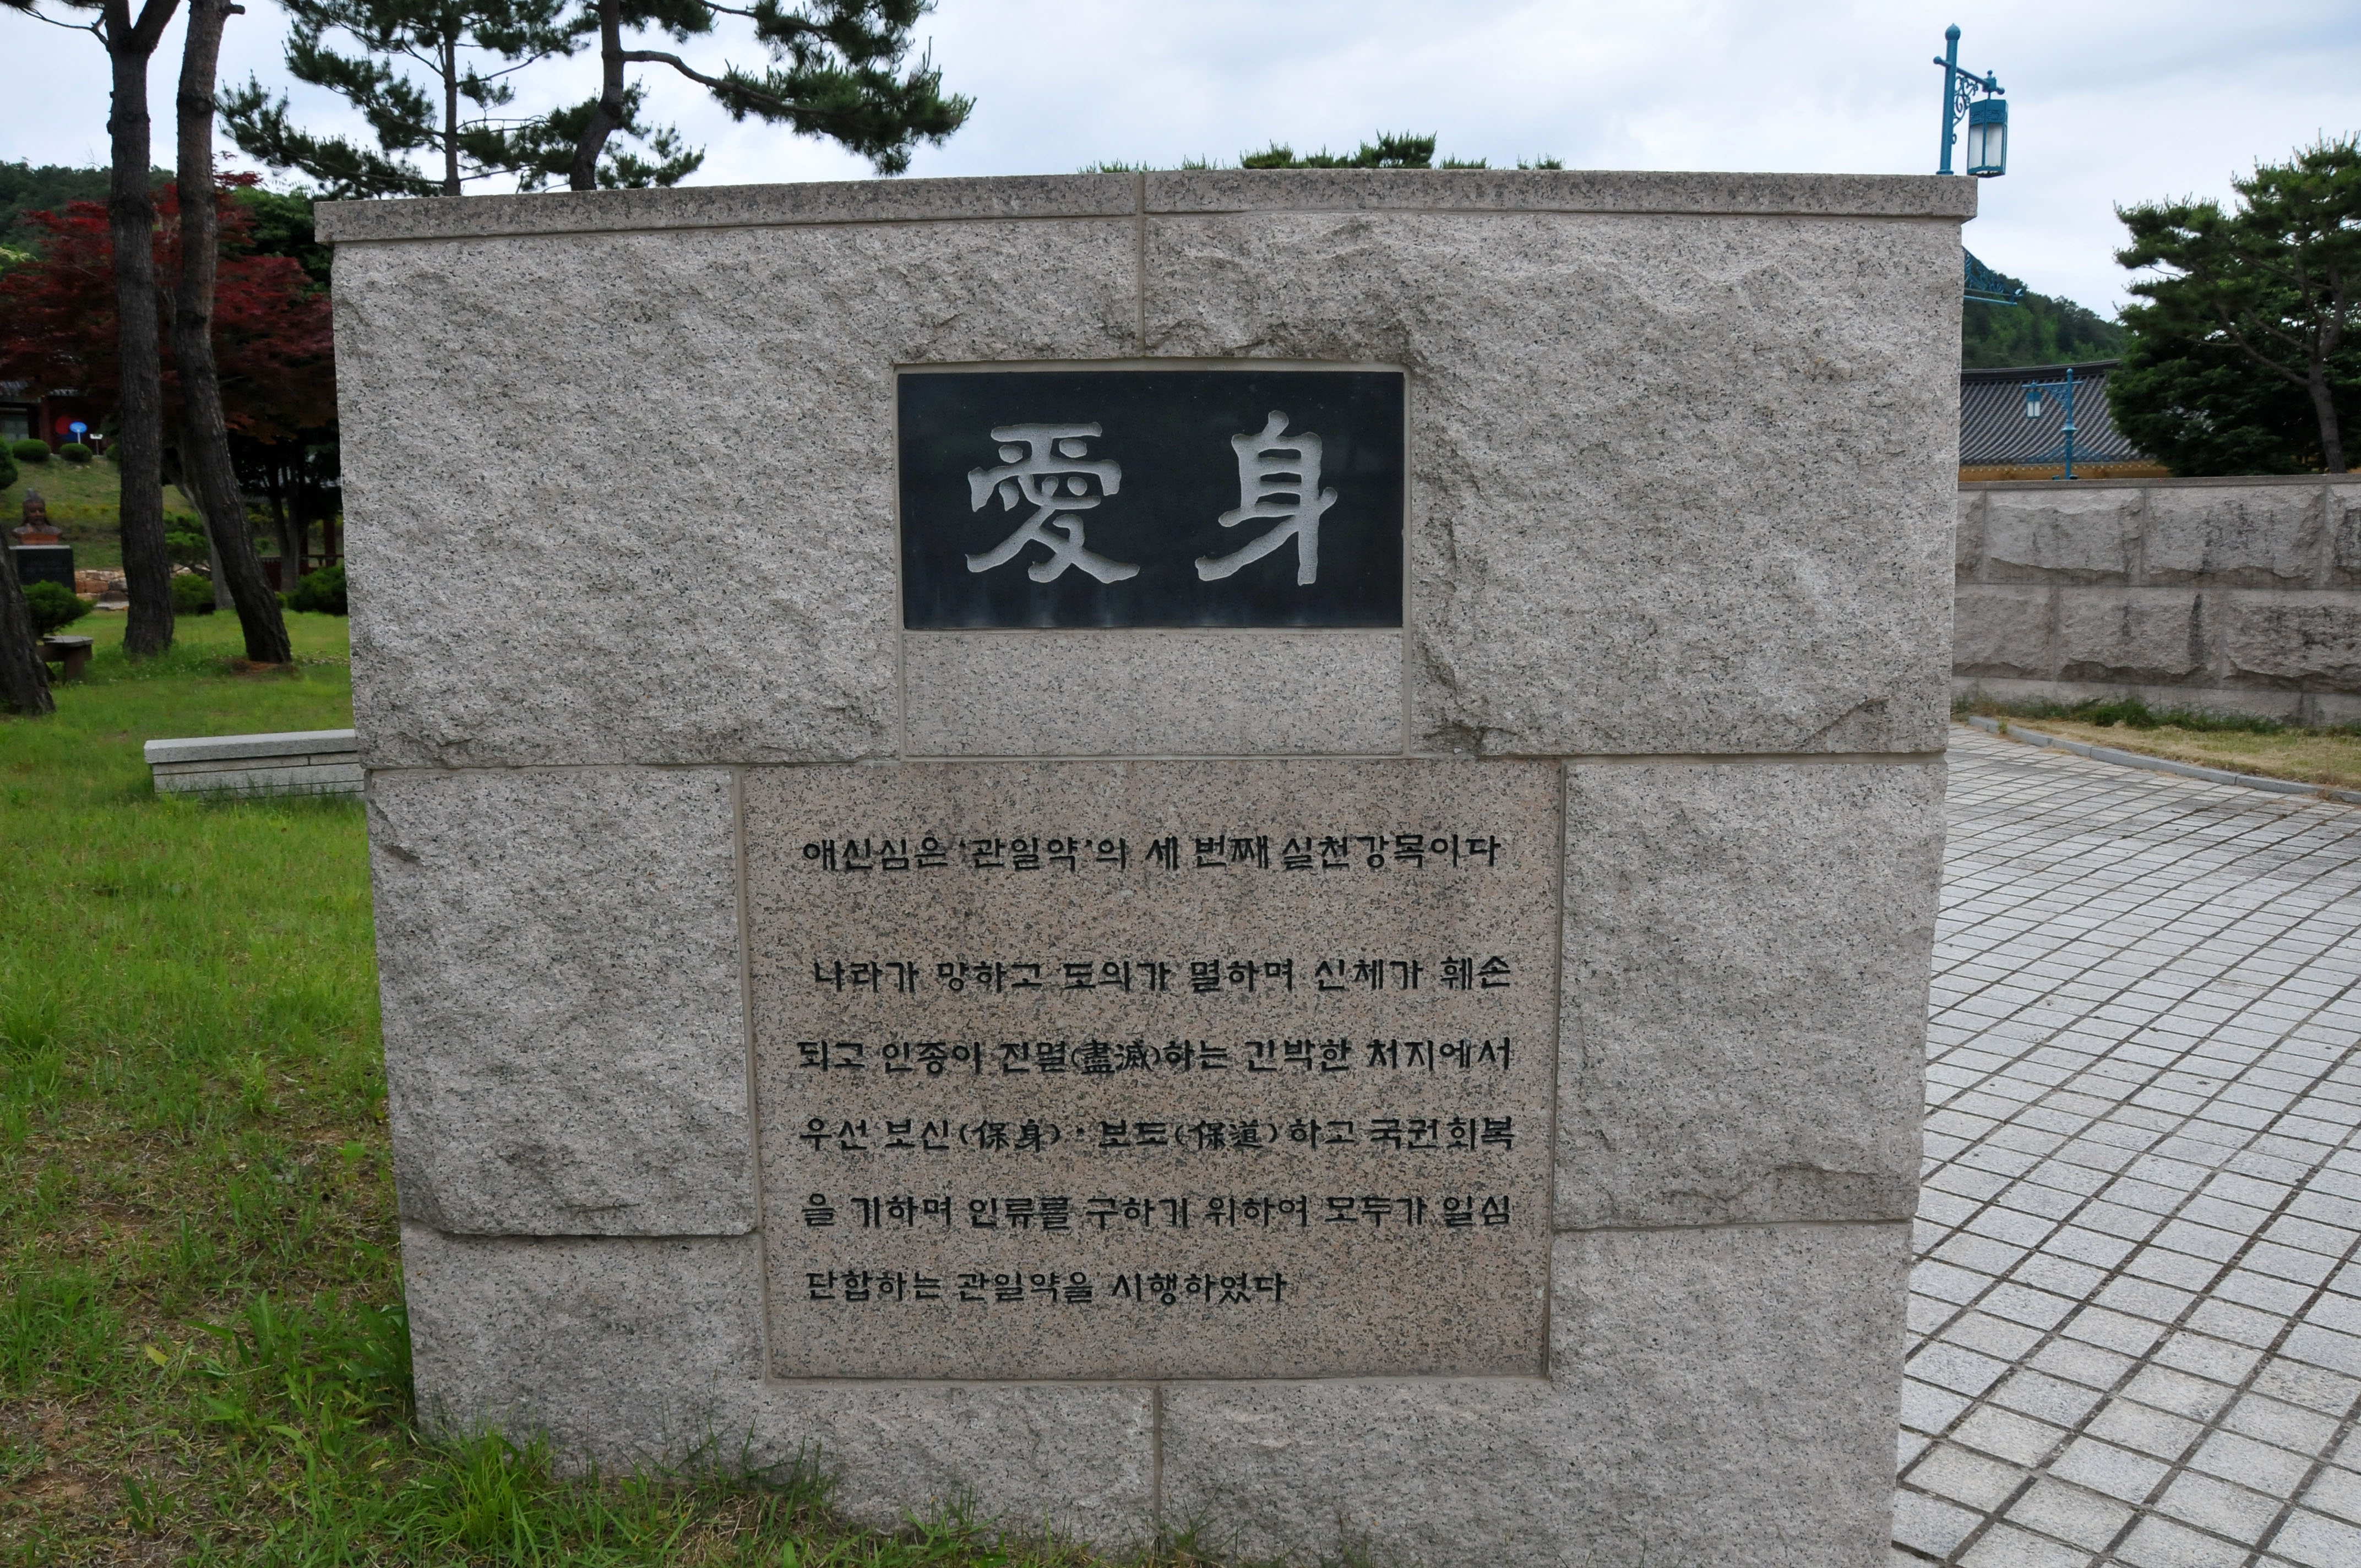 愛身
애신심은 '관일약'의 세 번째 실천강목이다
나라가 망하고 도의가 멸하며 신체가 훼손
되고 인종이 진멸(盡滅)하는 긴박한 처지에서
우선 보신(保身)·보도(保道)하고 국권회복
을 기하며 인류를 구하기 위하여 모두가 일심
단합하는 관일약을 시행하였다